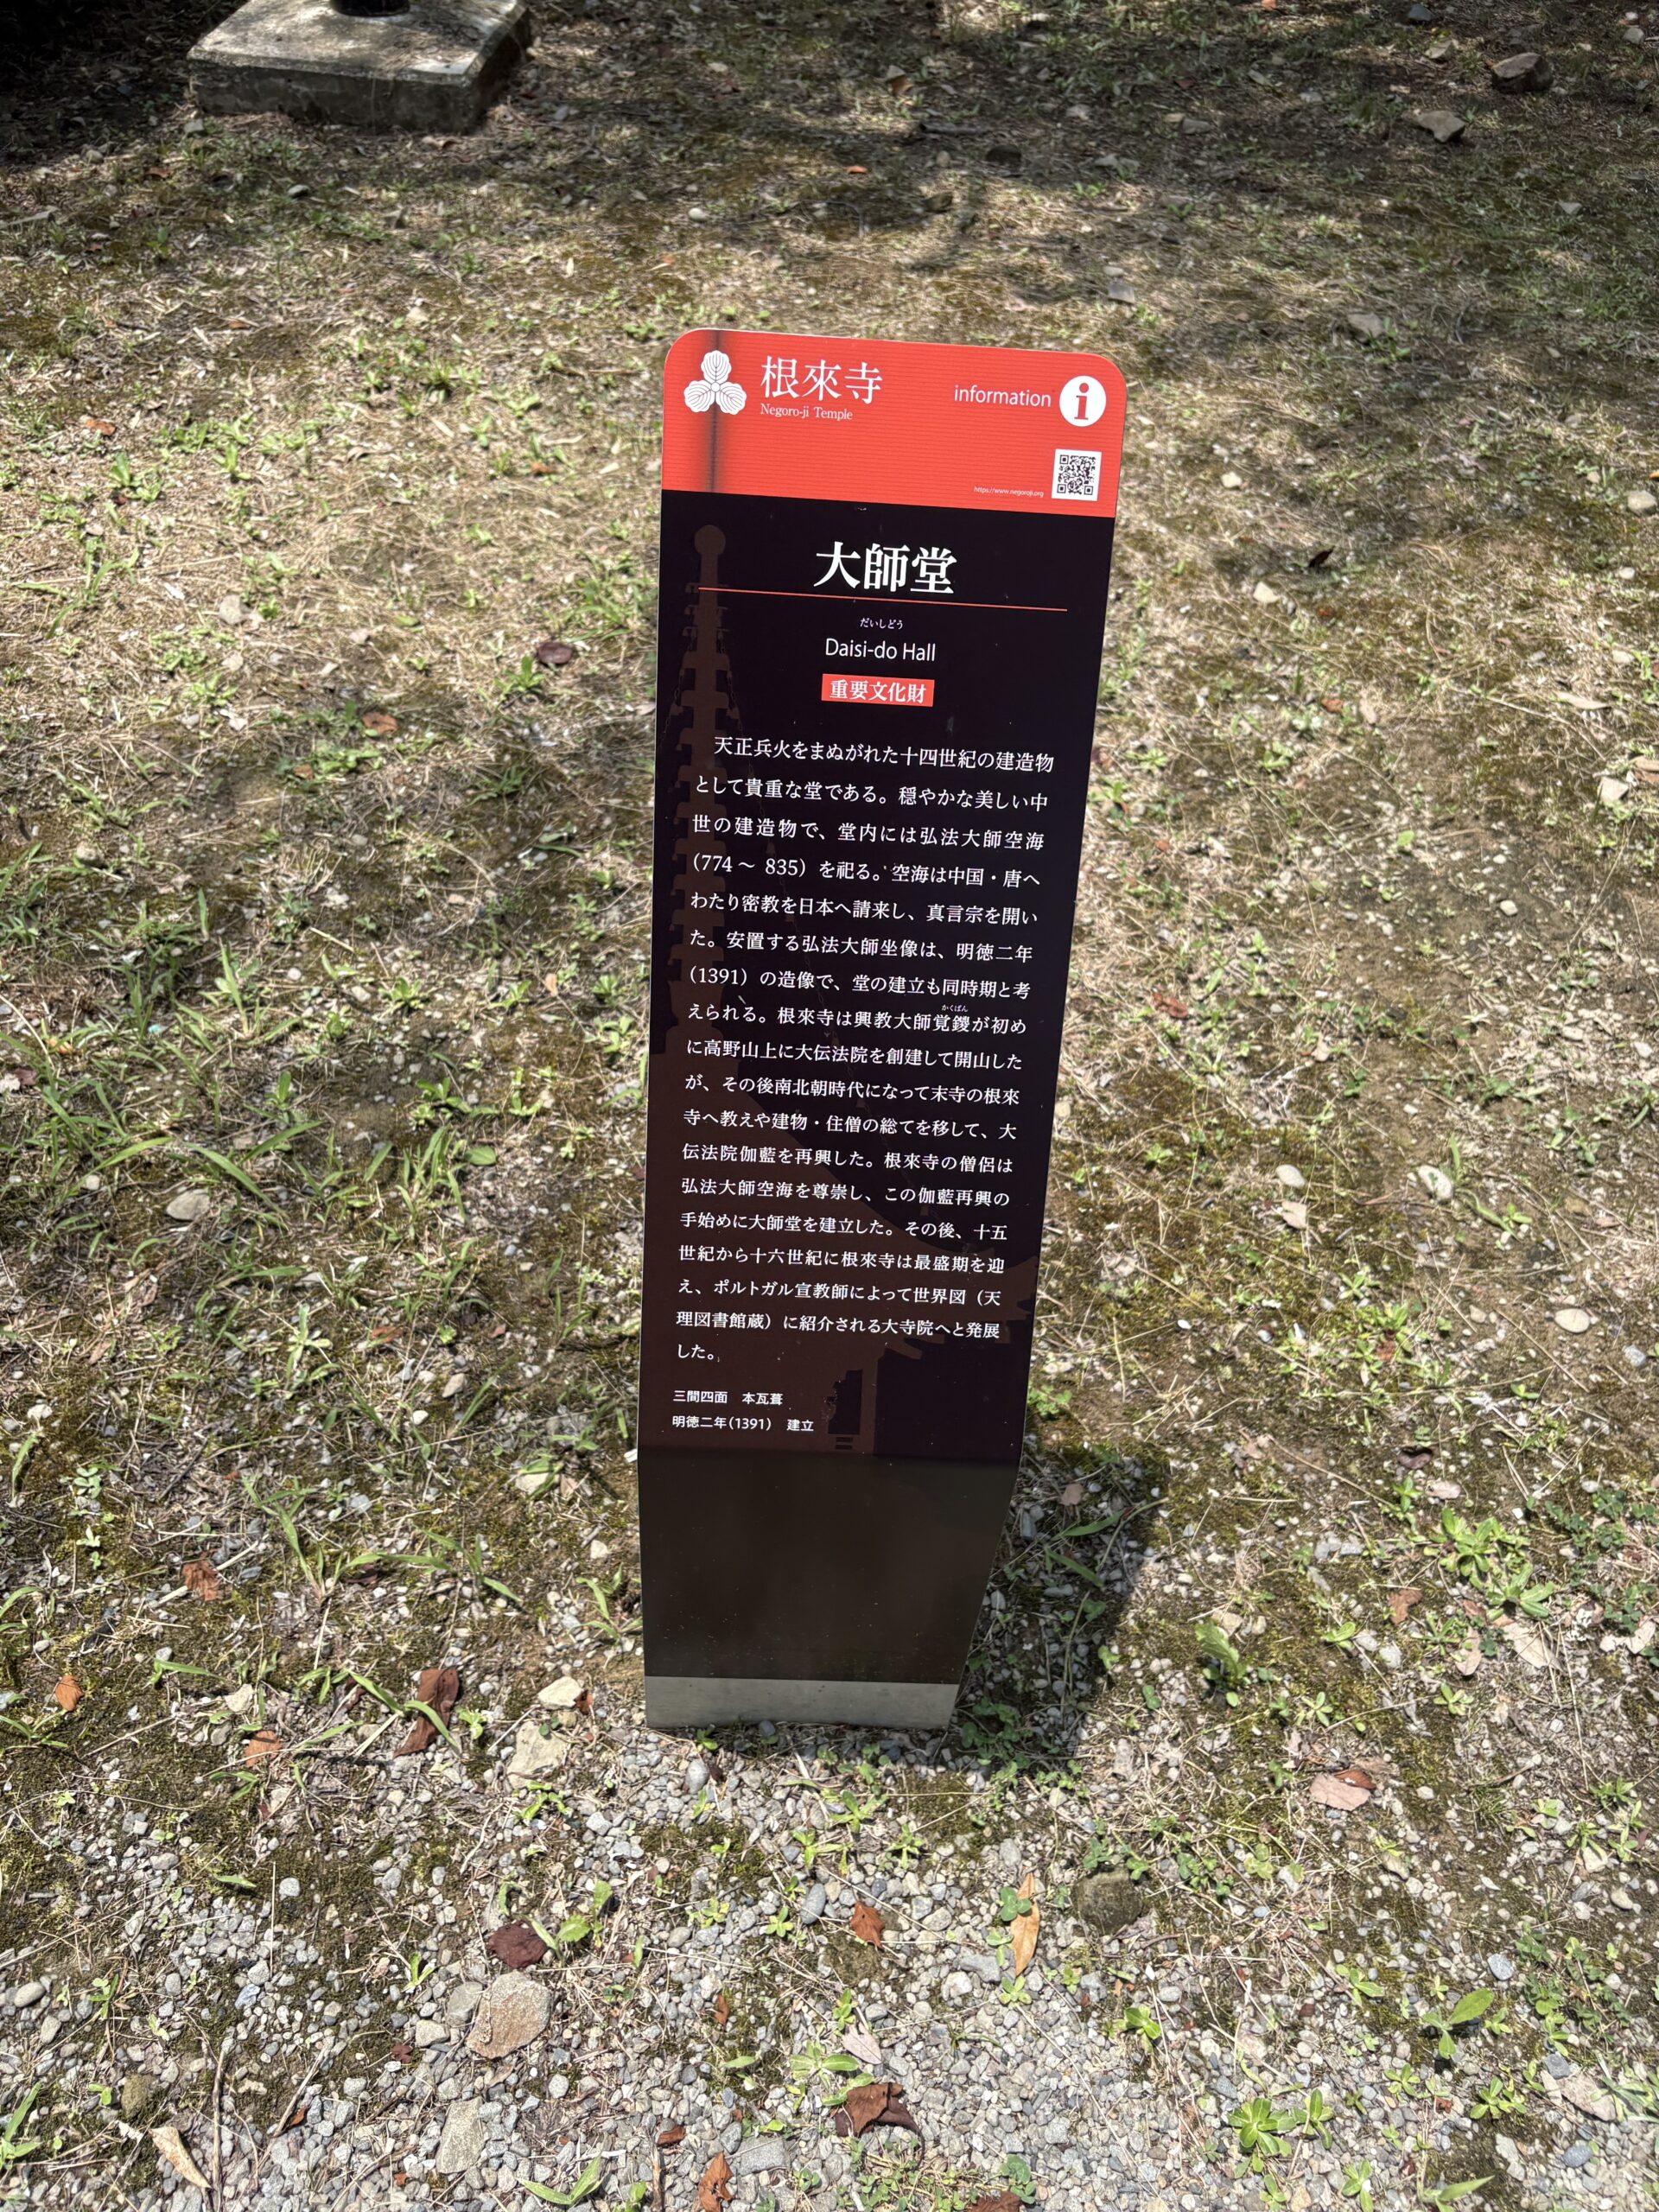 根來寺
Negoro-ji Temple
information i
https://www.negoroji.org
大師堂
だいしどう
Daisi-do Hall
重要文化財
天正兵火をまぬがれた十四世紀の建造物
として貴重な堂である。穏やかな美しい中
世の建造物で、堂内には弘法大師空海
（774 〜 835）を祀る。空海は中国・唐へ
わたり密教を日本へ請来し、真言宗を開い
た。安置する弘法大師坐像は、明徳二年
（1391）の造像で、堂の建立も同時期と考
かくばん
えられる。根來寺は興教大師覚鑁が初め
に高野山上に大伝法院を創建して開山した
が、その後南北朝時代になって末寺の根來
寺へ教えや建物・住僧の総てを移して、大
伝法院伽藍を再興した。根來寺の僧侶は
弘法大師空海を尊崇し、この伽藍再興の
手始めに大師堂を建立した。その後、十五
世紀から十六世紀に根來寺は最盛期を迎
え、ポルトガル宣教師によって世界図（天
理図書館蔵）に紹介される大寺院へと発展
した。
三間四面　本瓦葺
明徳二年（1391）　建立